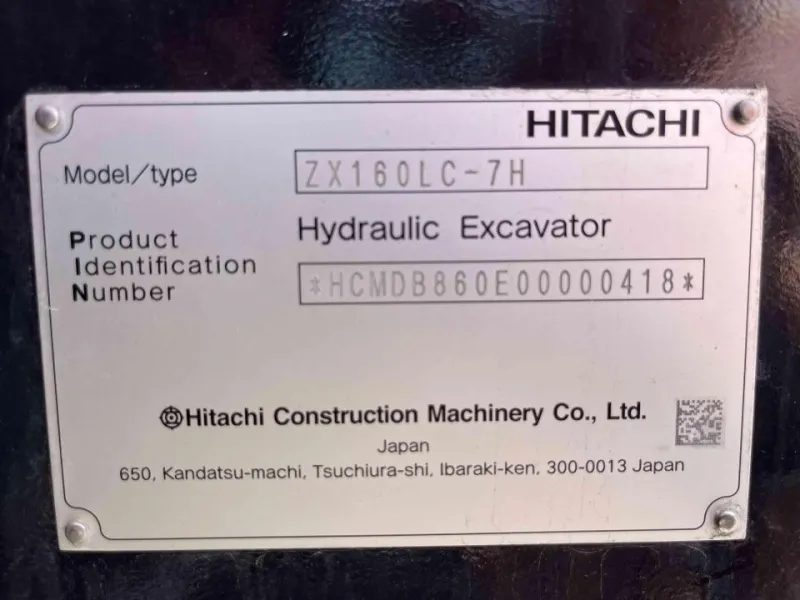 HITACHI
Model/type ZX160LC-7H
Hydraulic Excavator
Product
Identification
Number
*HCMDB860E00000418*
Hitachi Construction Machinery Co., Ltd.
Japan
650, Kandatsu-machi, Tsuchiura-shi, Ibaraki-ken, 300-0013 Japan